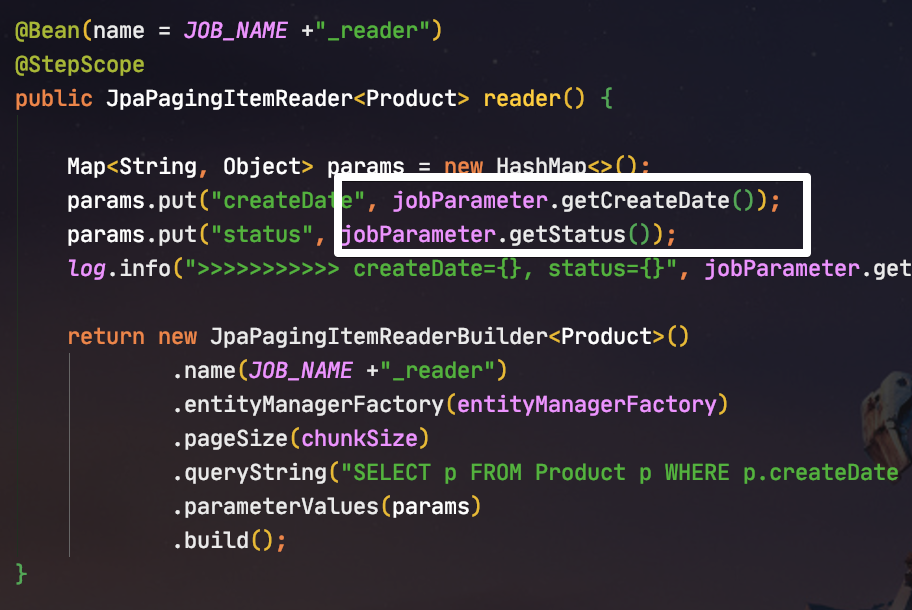 @Bean(name = JOB_NAME +"_reader")
@StepScope
public JpaPagingItemReader<Product> reader() {
Map<String, Object> params = new HashMap<>();
params.put("createDate", jobParameter.getCreateDate());
params.put("status", jobParameter.getStatus());
log.info(">>>>>>>>>>> createDate={}, status={}", jobParameter.get
return new JpaPagingItemReaderBuilder<Product>()
.name(JOB_NAME +"_reader")
.entityManagerFactory(entityManagerFactory)
.pageSize(chunkSize)
.queryString("SELECT p FROM Product p WHERE p.createDate
.parameterValues(params)
.build();
}